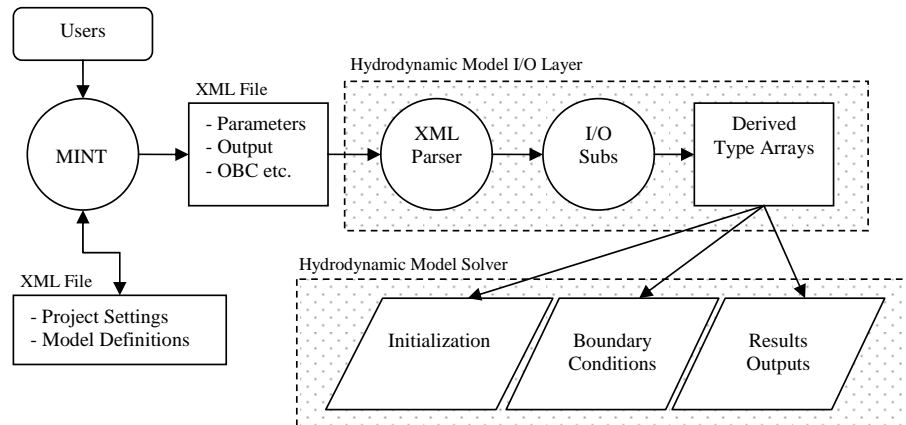 Users
Hydrodynamic Model I/O Layer
XML File
- Parameters
- Output
- OBC etc.
MINT
XML
Parser
I/O
Subs
Derived
Type Arrays
XML File
- Project Settings
- Model Definitions
Hydrodynamic Model Solver
Initialization
Boundary
Conditions
Results
Outputs